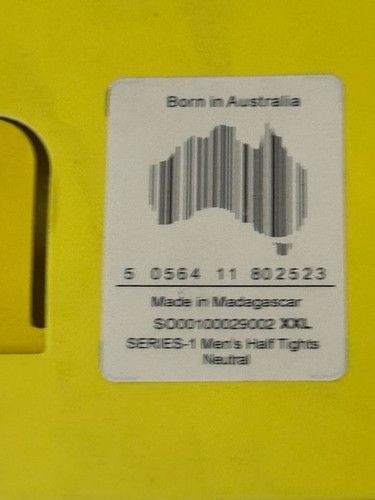 Born in Australia
5 0564 11 802523
Made in Madagascar
SO00100029002 XXL
SERIES-1 Men's Half Tights
Neutral